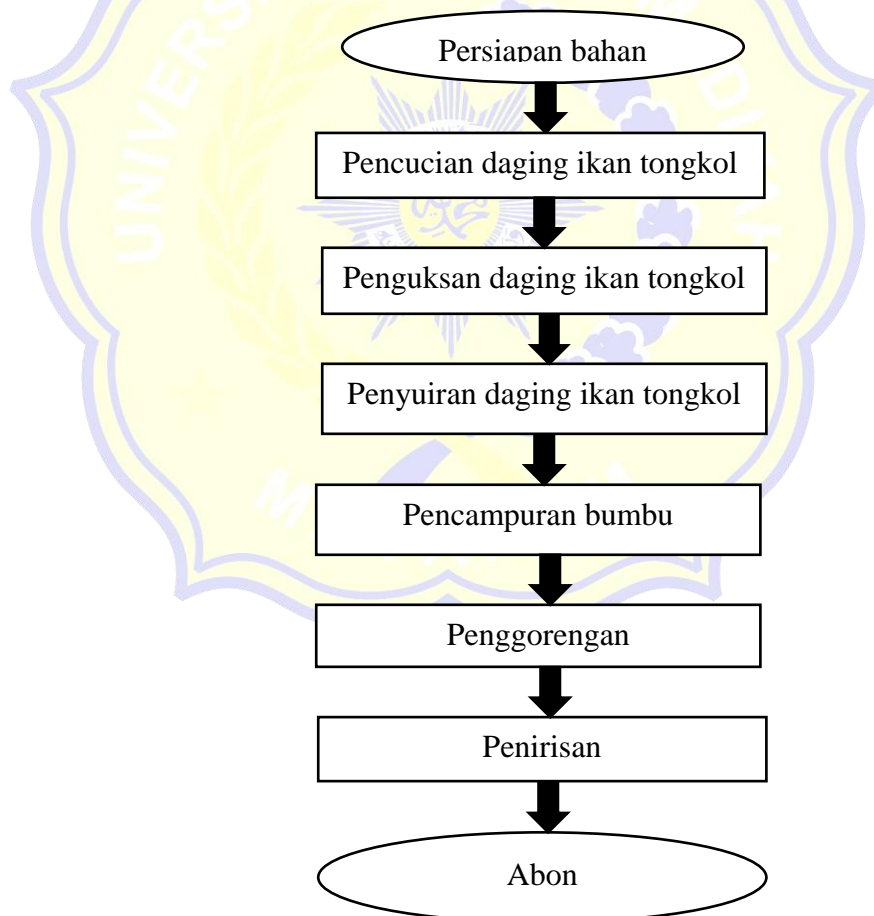 Persiapan bahan
Pencucian daging ikan tongkol
Penguksan daging ikan tongkol
Penyuiran daging ikan tongkol
Pencampuran bumbu
Penggorengan
Penirisan
Abon